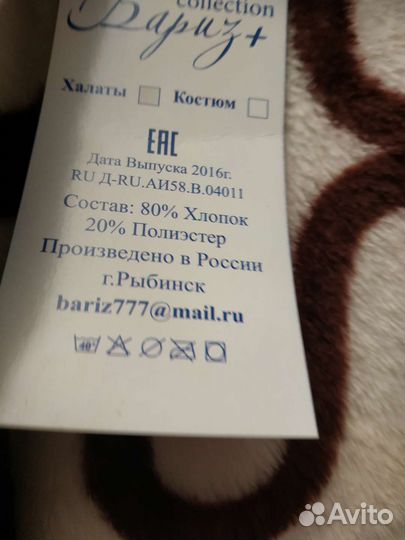 collection
Бариз+
Халаты Костюм
EAC
Дата Выпуска 2016г.
RU Д-RU.АИ58.В.04011
Состав: 80% Хлопок
20% Полиэстер
Произведено в России
г.Рыбинск
bariz777@mail.ru
40°
Avito